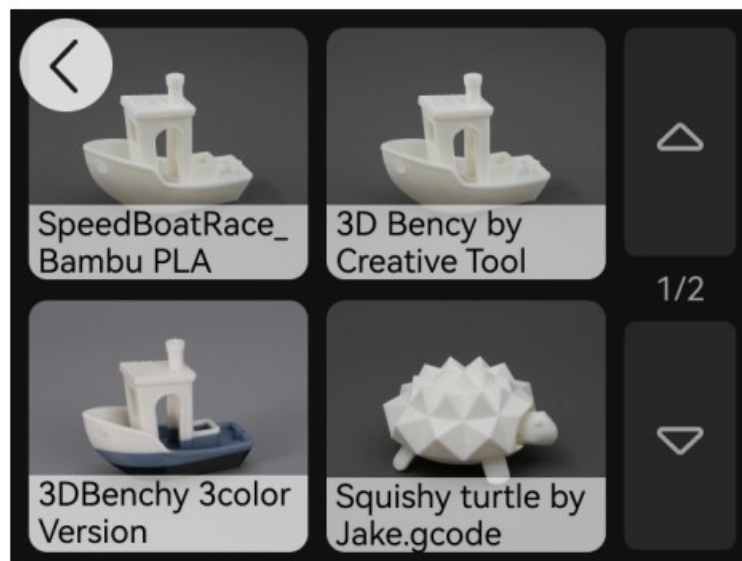 SpeedBoatRace_
Bambu PLA
3D Bency by
Creative Tool
1/2
3DBenchy 3color
Version
Squishy turtle by
Jake.gcode